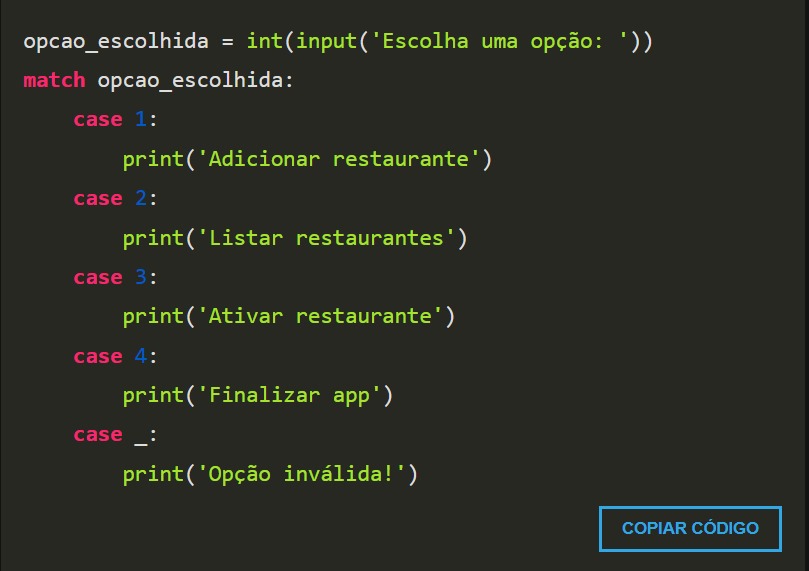 opcao_escolhida = int(input('Escolha uma opção: '))
match opcao_escolhida:
    case 1:
        print('Adicionar restaurante')
    case 2:
        print('Listar restaurantes')
    case 3:
        print('Ativar restaurante')
    case 4:
        print('Finalizar app')
    case _:
        print('Opção inválida!')
COPIAR CÓDIGO